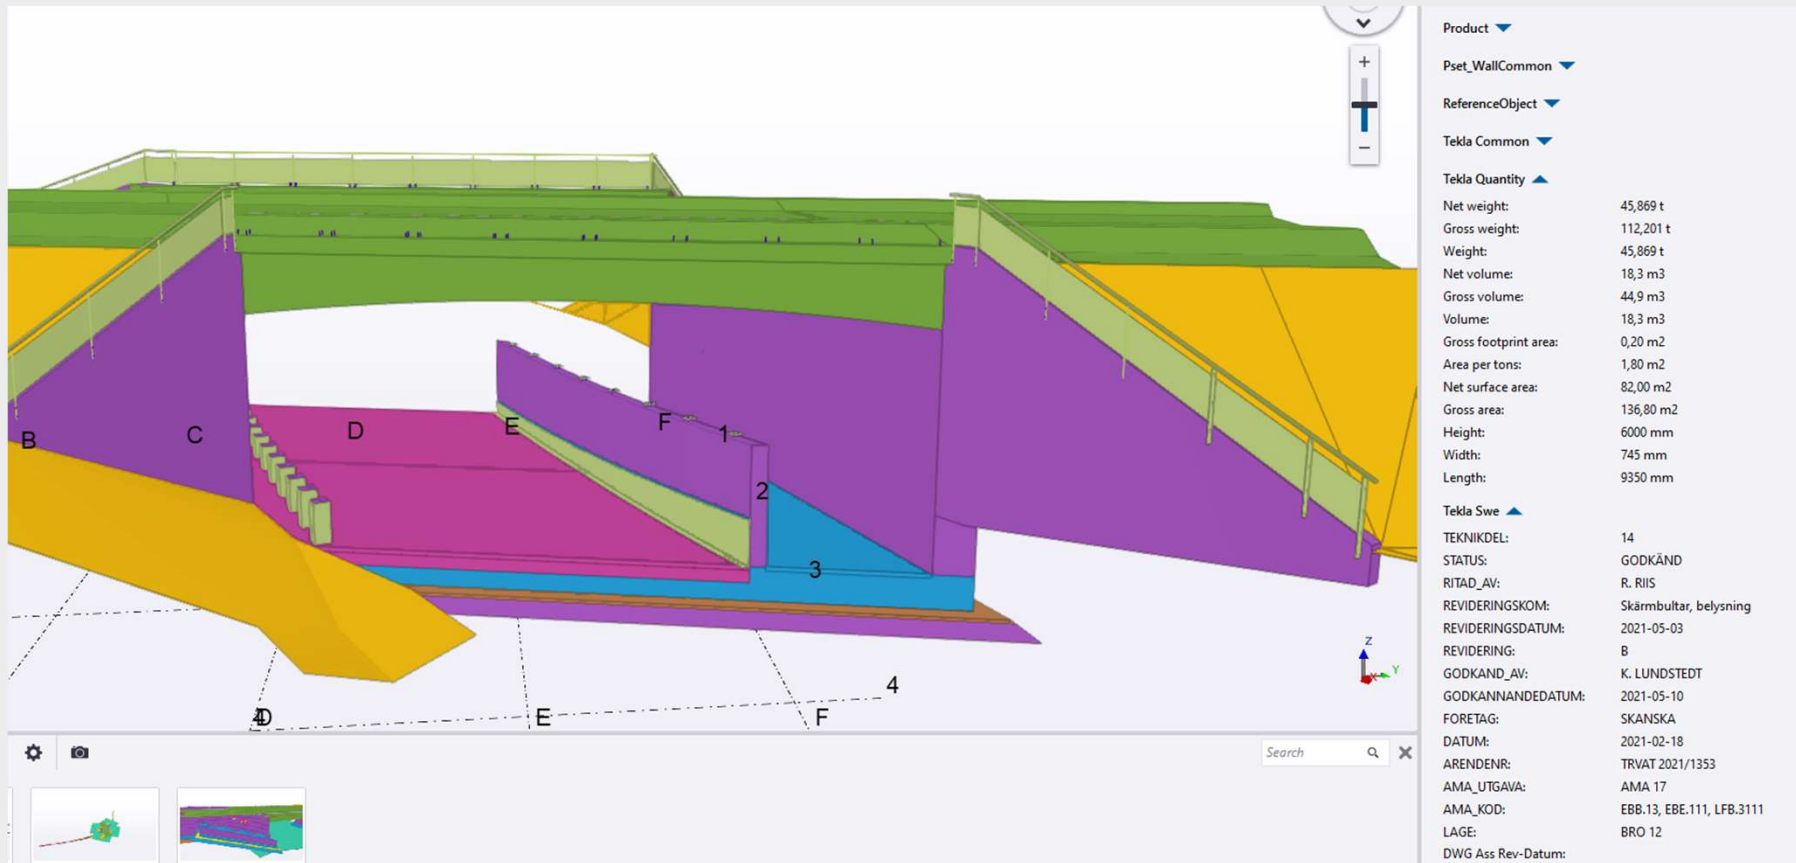 B
C
D
E
F
1
2
3
4
D
E
F
Z
Y
+
−
Search
Product
Pset_WallCommon
ReferenceObject
Tekla Common
Tekla Quantity
Net weight: 45,869 t
Gross weight: 112,201 t
Weight: 45,869 t
Net volume: 18,3 m3
Gross volume: 44,9 m3
Volume: 18,3 m3
Gross footprint area: 0,20 m2
Area per tons: 1,80 m2
Net surface area: 82,00 m2
Gross area: 136,80 m2
Height: 6000 mm
Width: 745 mm
Length: 9350 mm
Tekla Swe
TEKNIKDEL: 14
STATUS: GODKÄND
RITAD_AV: R. RIIS
REVIDERINGSKOM: Skärmbultar, belysning
REVIDERINGSDATUM: 2021-05-03
REVIDERING: B
GODKAND_AV: K. LUNDSTEDT
GODKANNANDEDATUM: 2021-05-10
FORETAG: SKANSKA
DATUM: 2021-02-18
ARENDENR: TRVAT 2021/1353
AMA_UTGAVA: AMA 17
AMA_KOD: EBB.13, EBE.111, LFB.3111
LAGE: BRO 12
DWG Ass Rev-Datum: